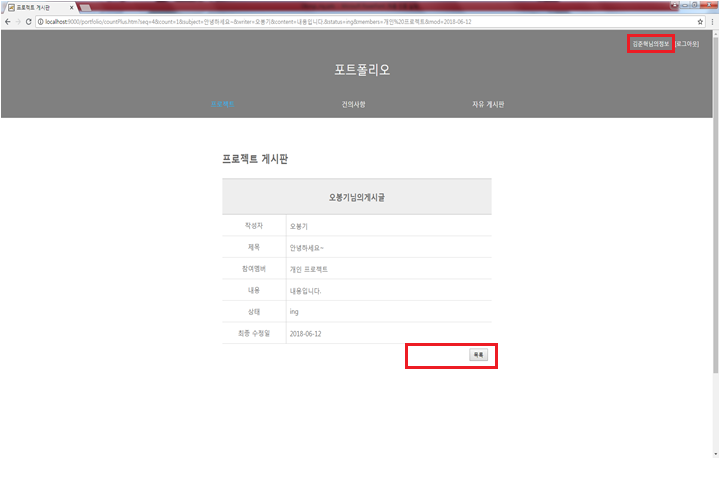 프로젝트 게시판
localhost:9000/portfolio/countPlus.htm?seq=4&count=1&subject=안녕하세요~&writer=오봉기&content=내용입니다.&status=ing&members=개인%20프로젝트&mod=2018-06-12
김준혁님의정보 [로그아웃]
포트폴리오
프로젝트 건의사항 자유 게시판
프로젝트 게시판
오봉기님의게시글
작성자 오봉기
제목 안녕하세요~
참여멤버 개인 프로젝트
내용 내용입니다.
상태 ing
최종 수정일 2018-06-12
목록